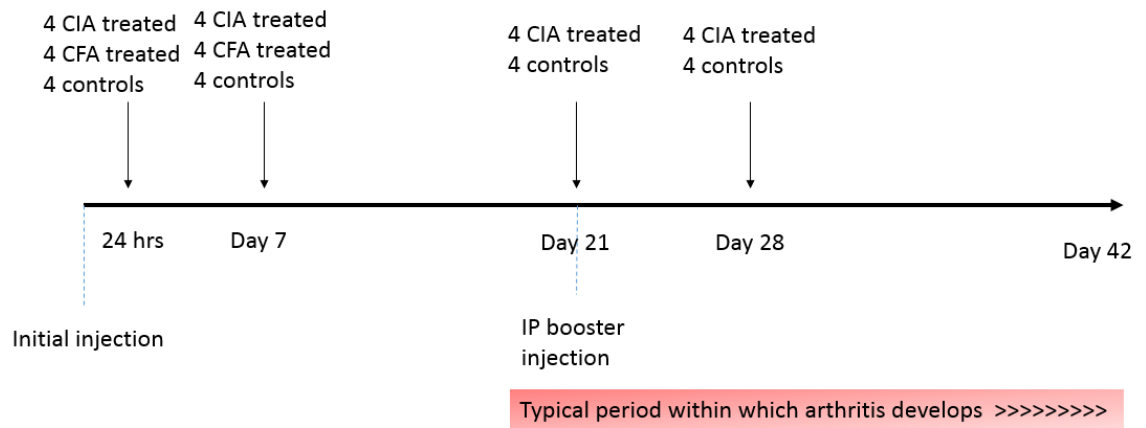 4 CIA treated
4 CFA treated
4 controls
4 CIA treated
4 CFA treated
4 controls
4 CIA treated
4 controls
4 CIA treated
4 controls
24 hrs
Day 7
Day 21
Day 28
Day 42
Initial injection
IP booster
injection
Typical period within which arthritis develops >>>>>>>>>